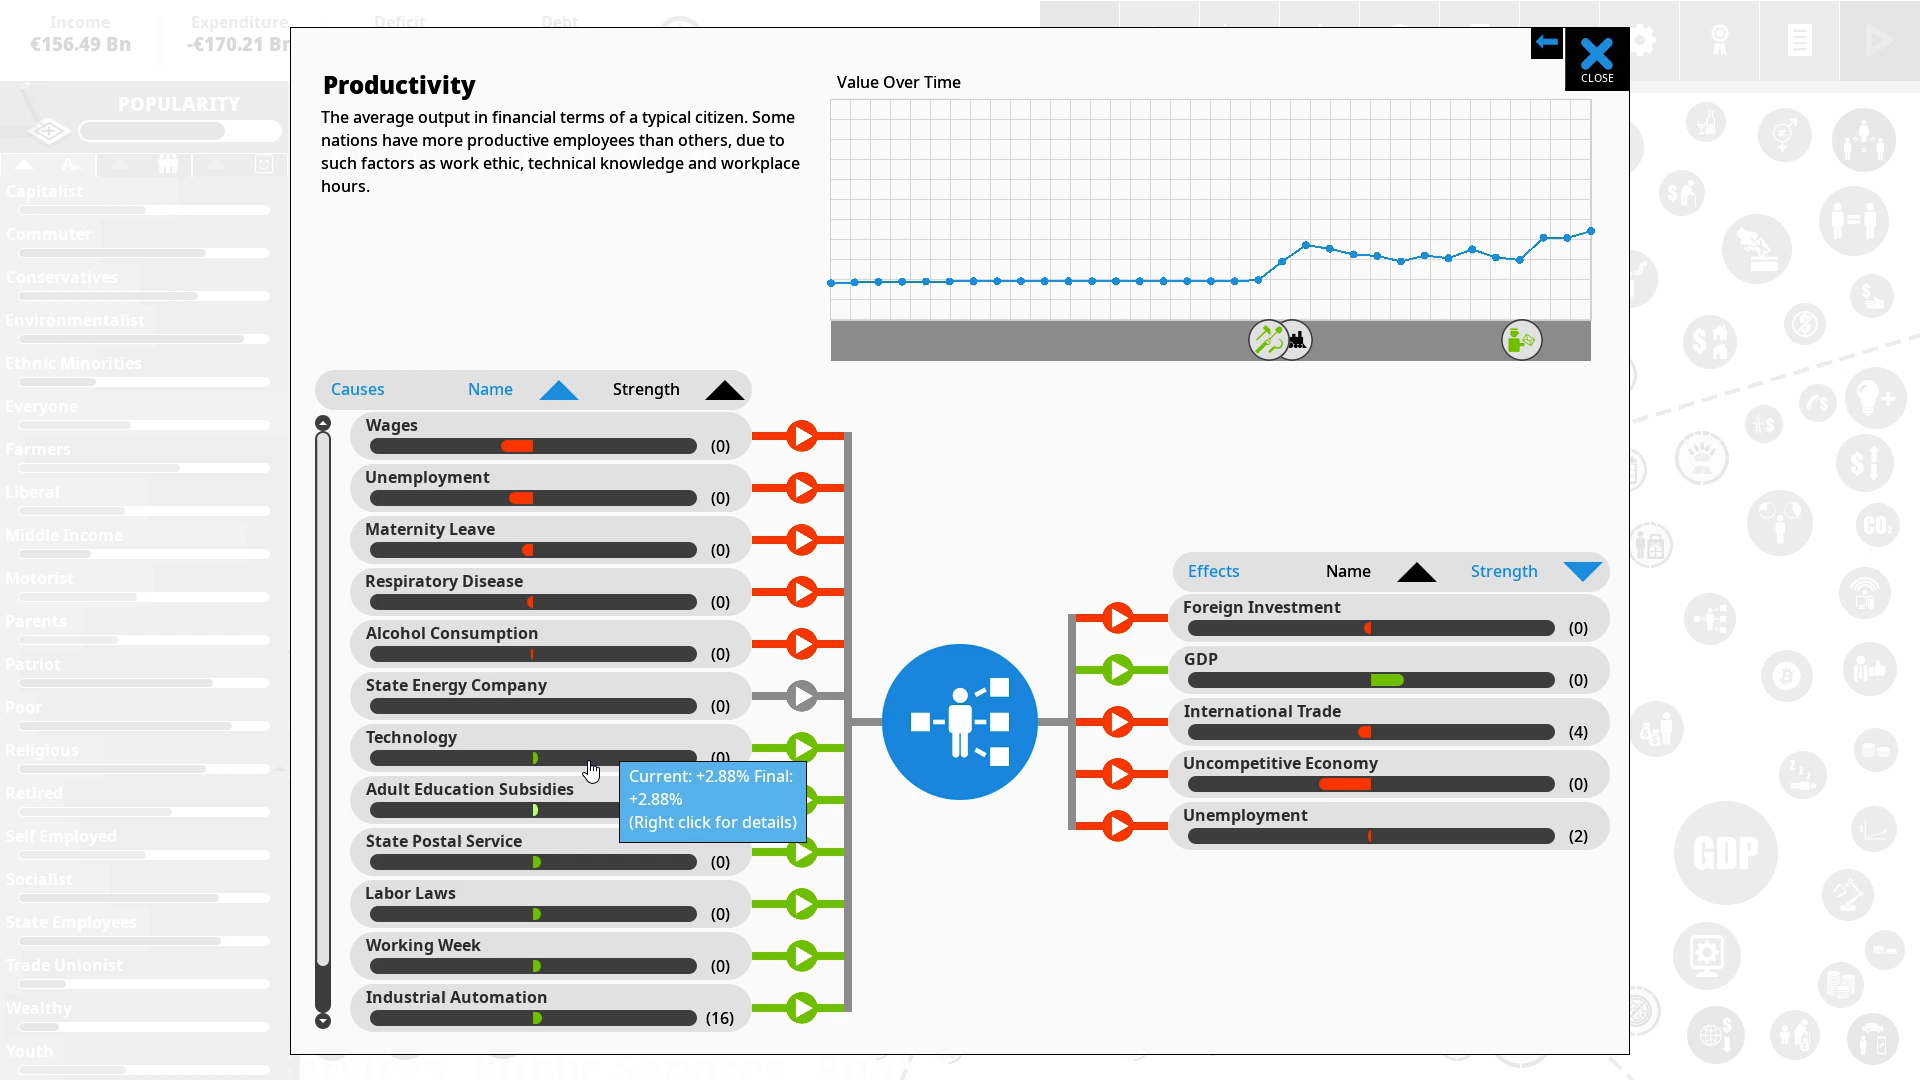 Income
Expenditure
Deficit
Debt
€156.49 Bn
-€170.21 Bn
POPULARITY
Capitalist
Commuter
Conservatives
Environmentalist
Ethnic Minorities
Everyone
Farmers
Liberal
Middle Income
Motorist
Parents
Patriot
Poor
Religious
Retired
Self Employed
Socialist
State Employees
Trade Unionist
Wealthy
Youth
CLOSE
Productivity
The average output in financial terms of a typical citizen. Some
nations have more productive employees than others, due to
such factors as work ethic, technical knowledge and workplace
hours.
Value Over Time
Causes Name Strength
Wages
(0)
Unemployment
(0)
Maternity Leave
(0)
Respiratory Disease
(0)
Alcohol Consumption
(0)
State Energy Company
(0)
Technology
(0)
Current: +2.88% Final:
+2.88%
(Right click for details)
Adult Education Subsidies
State Postal Service
(0)
Labor Laws
(0)
Working Week
(0)
Industrial Automation
(16)
Effects Name Strength
Foreign Investment
(0)
GDP
(0)
International Trade
(4)
Uncompetitive Economy
(0)
Unemployment
(2)
CO₂
GDP
Public Services